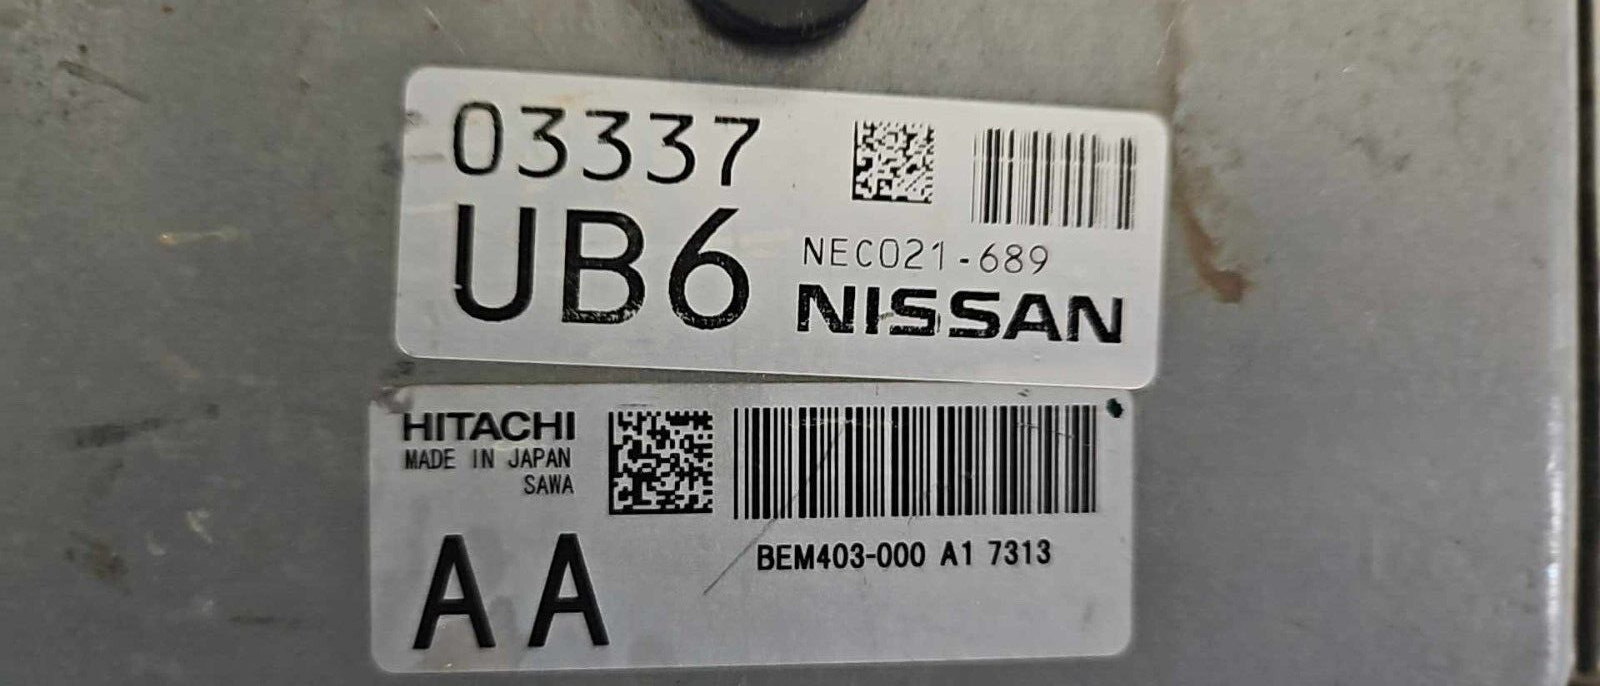 03337
UB6
NEC021-689
NISSAN
HITACHI
MADE IN JAPAN
SAWA
AA
BEM403-000 A1 7313